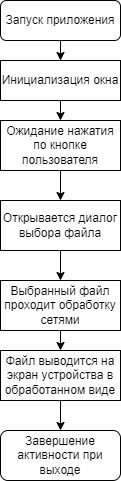 Запуск приложения
Инициализация окна
Ожидание нажатия
по кнопке
пользователя
Открывается диалог
выбора файла
Выбранный файл
проходит обработку
сетями
Файл выводится на
экран устройства в
обработанном виде
Завершение
активности при
выходе